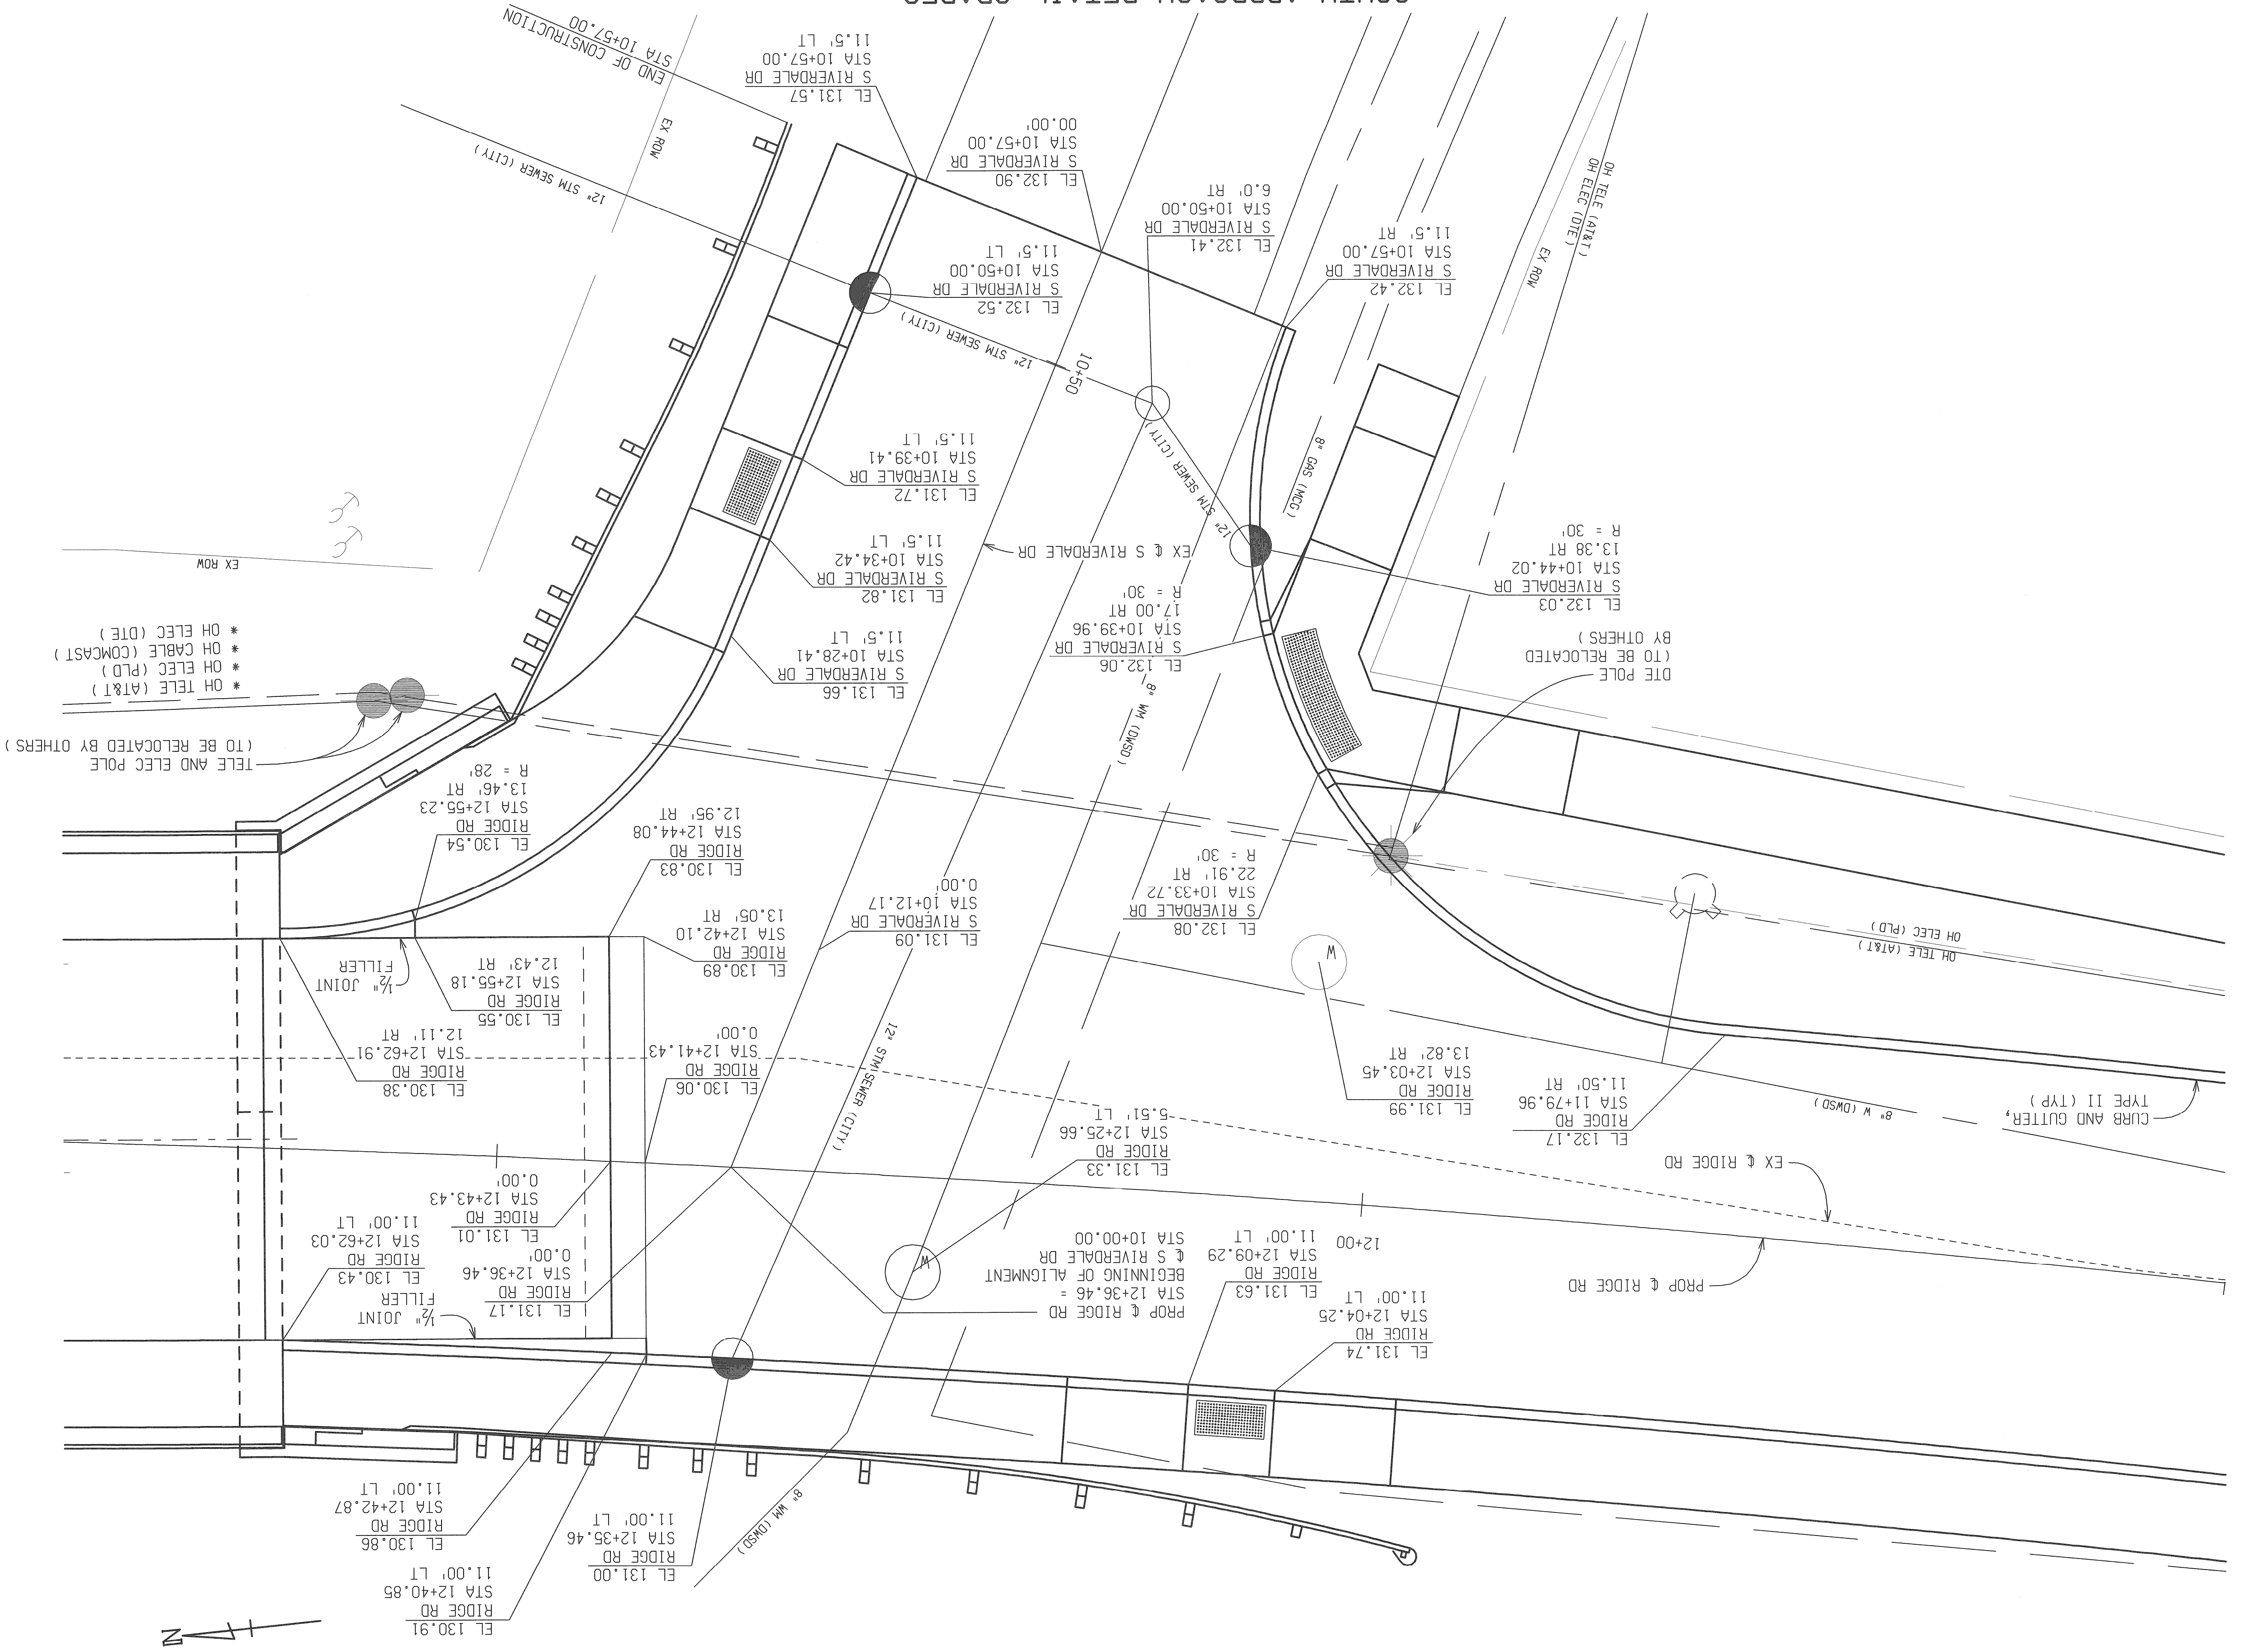 N
EL 130.91
RIDGE RD
STA 12+40.85
11.00' LT
EL 131.00
RIDGE RD
STA 12+35.46
11.00' LT
EL 130.86
RIDGE RD
STA 12+42.87
11.00' LT
8" WM (DWSD)
EL 131.74
RIDGE RD
STA 12+04.25
11.00' LT
EL 131.63
RIDGE RD
STA 12+09.29
11.00' LT
12+00
PROP ℄ RIDGE RD
PROP ℄ RIDGE RD
STA 12+36.46 =
BEGINNING OF ALIGNMENT
℄ S RIVERDALE DR
STA 10+00.00
EL 131.17
RIDGE RD
STA 12+36.46
0.00'
½" JOINT
FILLER
EL 130.43
RIDGE RD
STA 12+62.03
11.00' LT
EL 131.01
RIDGE RD
STA 12+43.43
0.00'
EX ℄ RIDGE RD
EL 131.33
RIDGE RD
STA 12+25.66
5.51' LT
W
CURB AND GUTTER,
TYPE II (TYP)
8" W (DWSD)
EL 132.17
RIDGE RD
STA 11+79.96
11.50' RT
EL 131.99
RIDGE RD
STA 12+03.45
13.82' RT
W
12" STM SEWER (CITY)
EL 130.06
RIDGE RD
STA 12+41.43
0.00'
EL 130.38
RIDGE RD
STA 12+62.91
12.11' RT
EL 130.55
RIDGE RD
STA 12+55.18
12.43' RT
½" JOINT
FILLER
OH TELE (AT&T)
OH ELEC (PLD)
EL 132.08
S RIVERDALE DR
STA 10+33.72
22.91' RT
R = 30'
EL 131.09
S RIVERDALE DR
STA 10+12.17
0.00'
EL 130.89
RIDGE RD
STA 12+42.10
13.05' RT
EL 130.83
RIDGE RD
STA 12+44.08
12.95' RT
EL 130.54
RIDGE RD
STA 12+55.23
13.46' RT
R = 28'
TELE AND ELEC POLE
(TO BE RELOCATED BY OTHERS)
* OH TELE (AT&T)
* OH ELEC (PLD)
* OH CABLE (COMCAST)
* OH ELEC (DTE)
8" WM (DWSD)
DTE POLE
(TO BE RELOCATED
BY OTHERS)
EL 132.03
S RIVERDALE DR
STA 10+44.02
13.38 RT
R = 30'
EL 132.06
S RIVERDALE DR
STA 10+39.96
17.00 RT
R = 30'
EL 131.66
S RIVERDALE DR
STA 10+28.41
11.5' LT
EX ℄ S RIVERDALE DR
EL 131.82
S RIVERDALE DR
STA 10+34.42
11.5' LT
EX ROW
8" GAS (MCG)
12" STM SEWER (CITY)
EL 131.72
S RIVERDALE DR
STA 10+39.41
11.5' LT
10+50
12" STM SEWER (CITY)
EL 132.52
S RIVERDALE DR
STA 10+50.00
11.5' LT
EL 132.42
S RIVERDALE DR
STA 10+57.00
11.5' RT
EL 132.41
S RIVERDALE DR
STA 10+50.00
6.0' RT
EX ROW
OH ELEC (DTE)
OH TELE (AT&T)
EL 132.90
S RIVERDALE DR
STA 10+57.00
00.00'
12" STM SEWER (CITY)
EX ROW
EL 131.57
S RIVERDALE DR
STA 10+57.00
11.5' LT
END OF CONSTRUCTION
STA 10+57.00
SOUTH APPROACH DETAIL GRADES